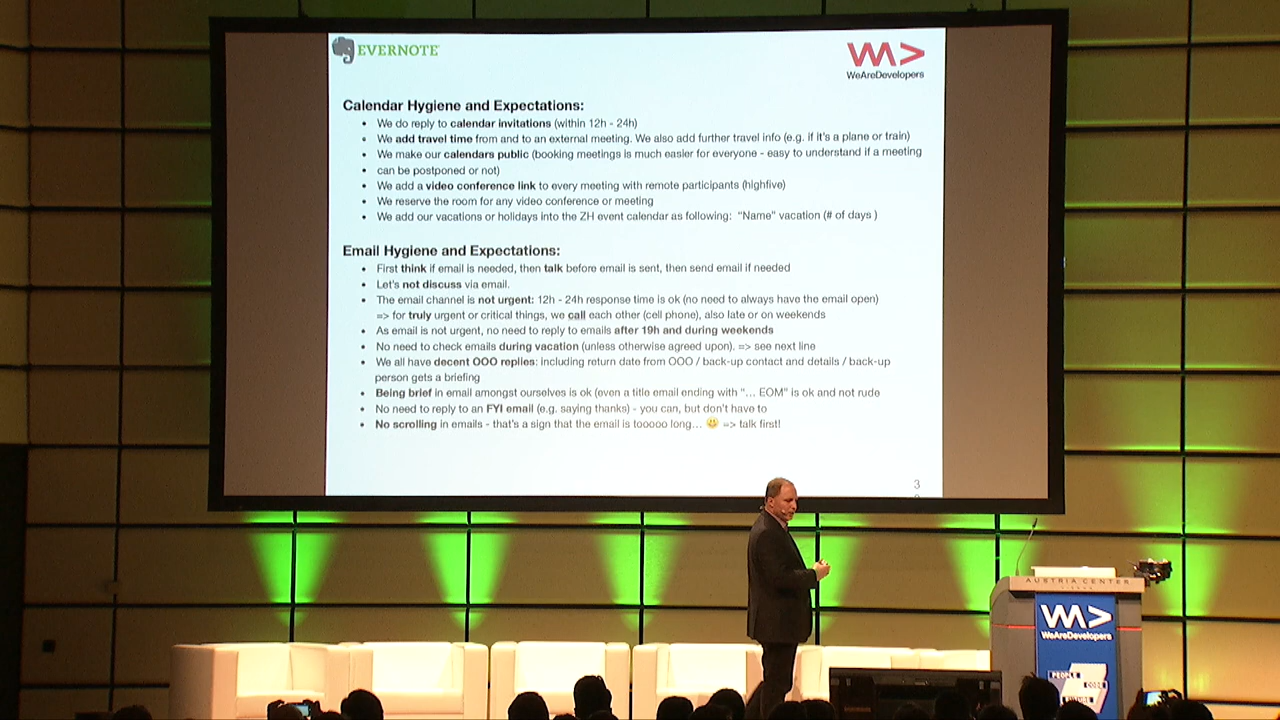 EVERNOTE
WeAreDevelopers
Calendar Hygiene and Expectations:
• We do reply to calendar invitations (within 12h - 24h)
• We add travel time from and to an external meeting. We also add further travel info (e.g. if it's a plane or train)
• We make our calendars public (booking meetings is much easier for everyone - easy to understand if a meeting
• can be postponed or not)
• We add a video conference link to every meeting with remote participants (highfive)
• We reserve the room for any video conference or meeting
• We add our vacations or holidays into the ZH event calendar as following: "Name" vacation (# of days )
Email Hygiene and Expectations:
• First think if email is needed, then talk before email is sent, then send email if needed
• Let's not discuss via email.
• The email channel is not urgent: 12h - 24h response time is ok (no need to always have the email open)
=> for truly urgent or critical things, we call each other (cell phone), also late or on weekends
• As email is not urgent, no need to reply to emails after 19h and during weekends
• No need to check emails during vacation (unless otherwise agreed upon). => see next line
• We all have decent OOO replies: including return date from OOO / back-up contact and details / back-up
person gets a briefing
• Being brief in email amongst ourselves is ok (even a title email ending with "... EOM" is ok and not rude
• No need to reply to an FYI email (e.g. saying thanks) - you can, but don't have to
• No scrolling in emails - that's a sign that the email is tooooo long... 😃 => talk first!
3
AUSTRIA CENTER
WeAreDevelopers
PEOPLE
CODE